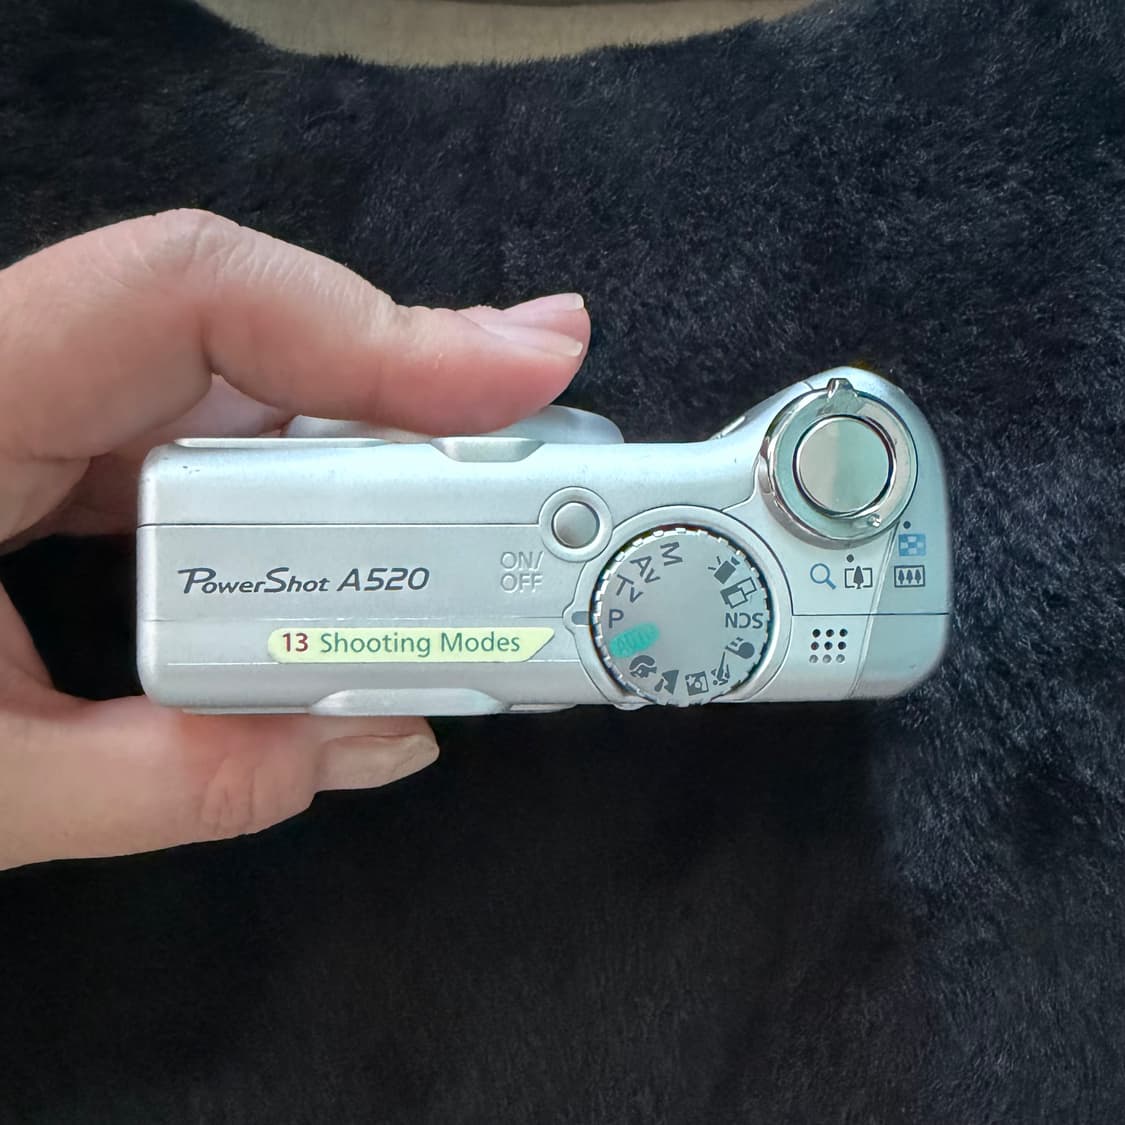 PowerShot A520
13 Shooting Modes
ON/
OFF
M
Av
Tv
P
AUTO
SCN